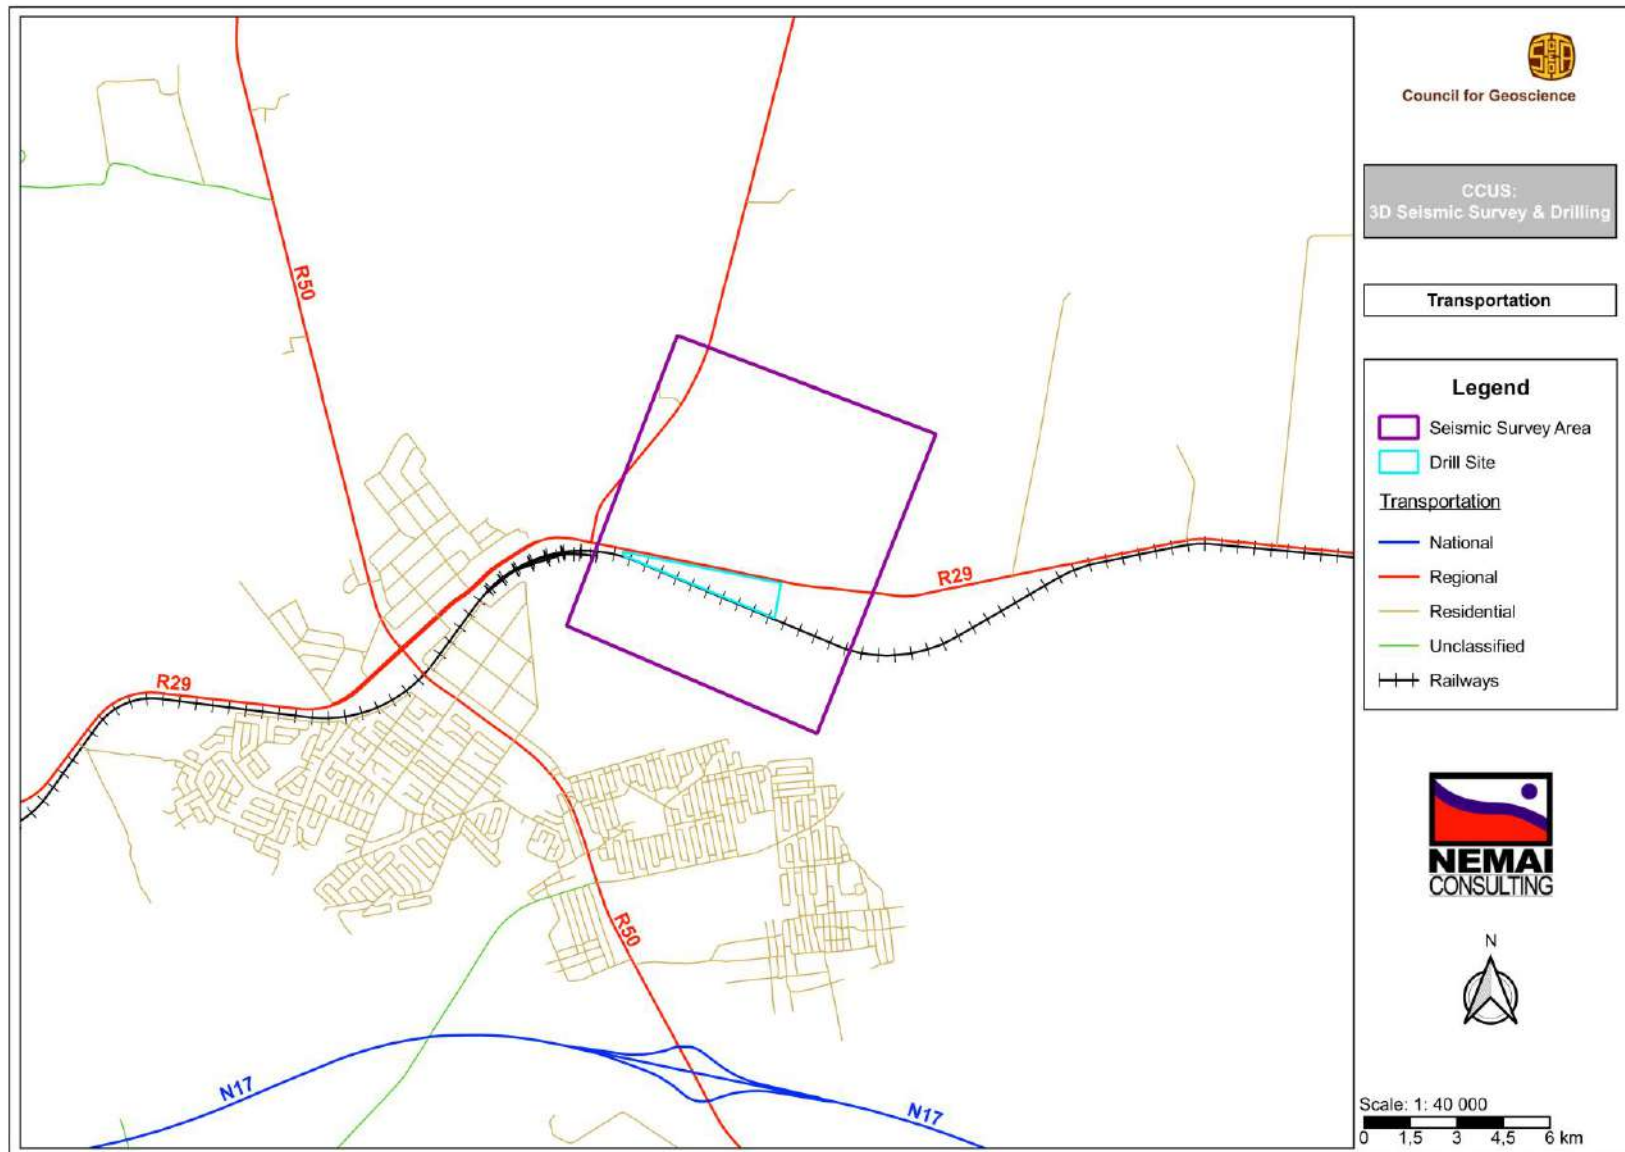 R50
R29
R29
R50
N17
N17
Council for Geoscience
CCUS:
3D Seismic Survey & Drilling
Transportation
Legend
Seismic Survey Area
Drill Site
Transportation
National
Regional
Residential
Unclassified
Railways
NEMAI
CONSULTING
N
Scale: 1: 40 000
0 1,5 3 4,5 6 km